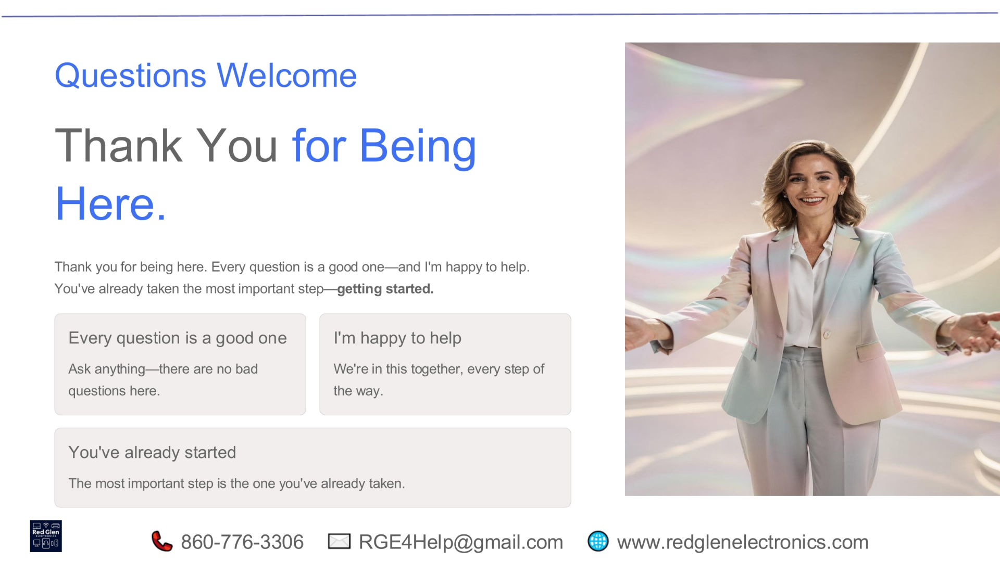 Questions Welcome
Thank You for Being
Here.
Thank you for being here. Every question is a good one—and I'm happy to help.
You've already taken the most important step—getting started.
Every question is a good one
Ask anything—there are no bad
questions here.
I'm happy to help
We're in this together, every step of
the way.
You've already started
The most important step is the one you've already taken.
Red Glen
ELECTRONICS
860-776-3306
RGE4Help@gmail.com
www.redglenelectronics.com